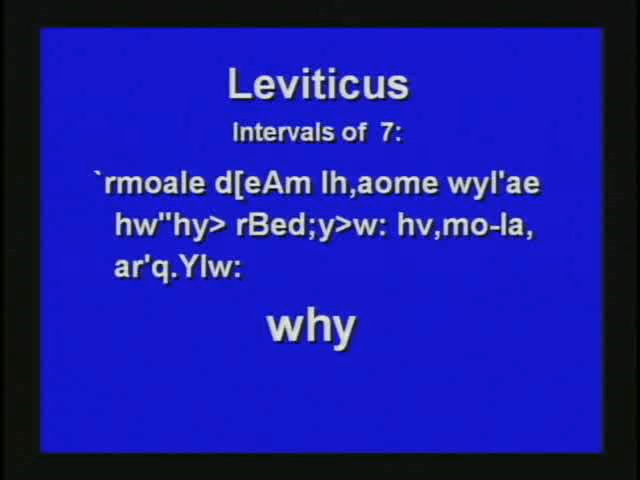 Leviticus
Intervals of 7:
`rmoale d[eAm lh,aome wyl'ae
hw"hy> rBed;y>w: hv,mo-la,
ar'q.Ylw:
why